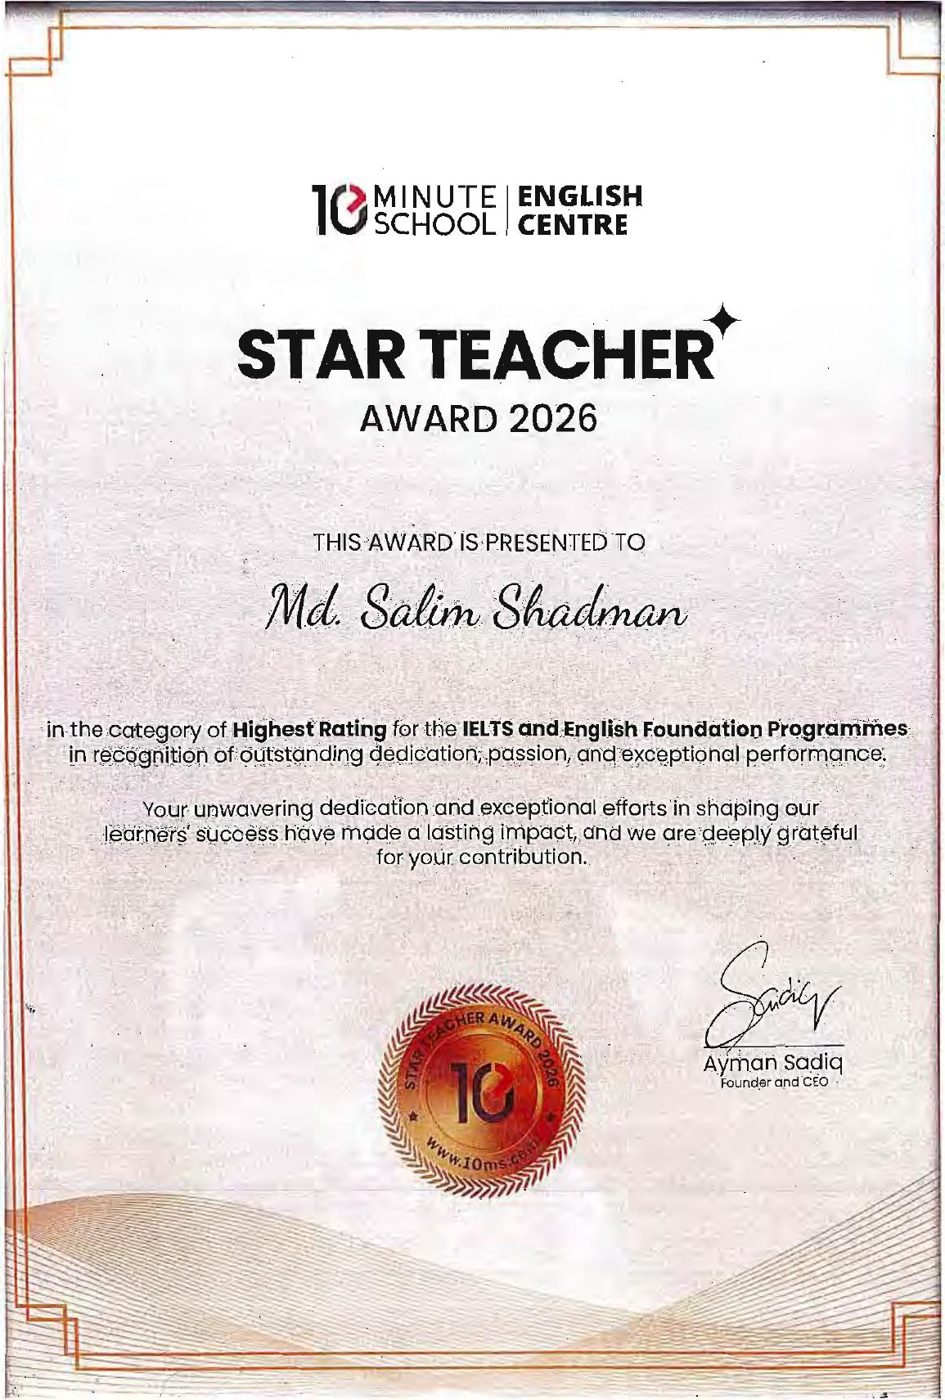 10 MINUTE SCHOOL | ENGLISH CENTRE
STAR TEACHER
AWARD 2026
THIS AWARD IS PRESENTED TO
Md. Salim Shadman
in the category of Highest Rating for the IELTS and English Foundation Programmes
in recognition of outstanding dedication, passion, and exceptional performance.
Your unwavering dedication and exceptional efforts in shaping our
learners' success have made a lasting impact, and we are deeply grateful
for your contribution.
Sadiq
Ayman Sadiq
Founder and CEO
STAR TEACHER AWARD 2026
10
www.10ms.com